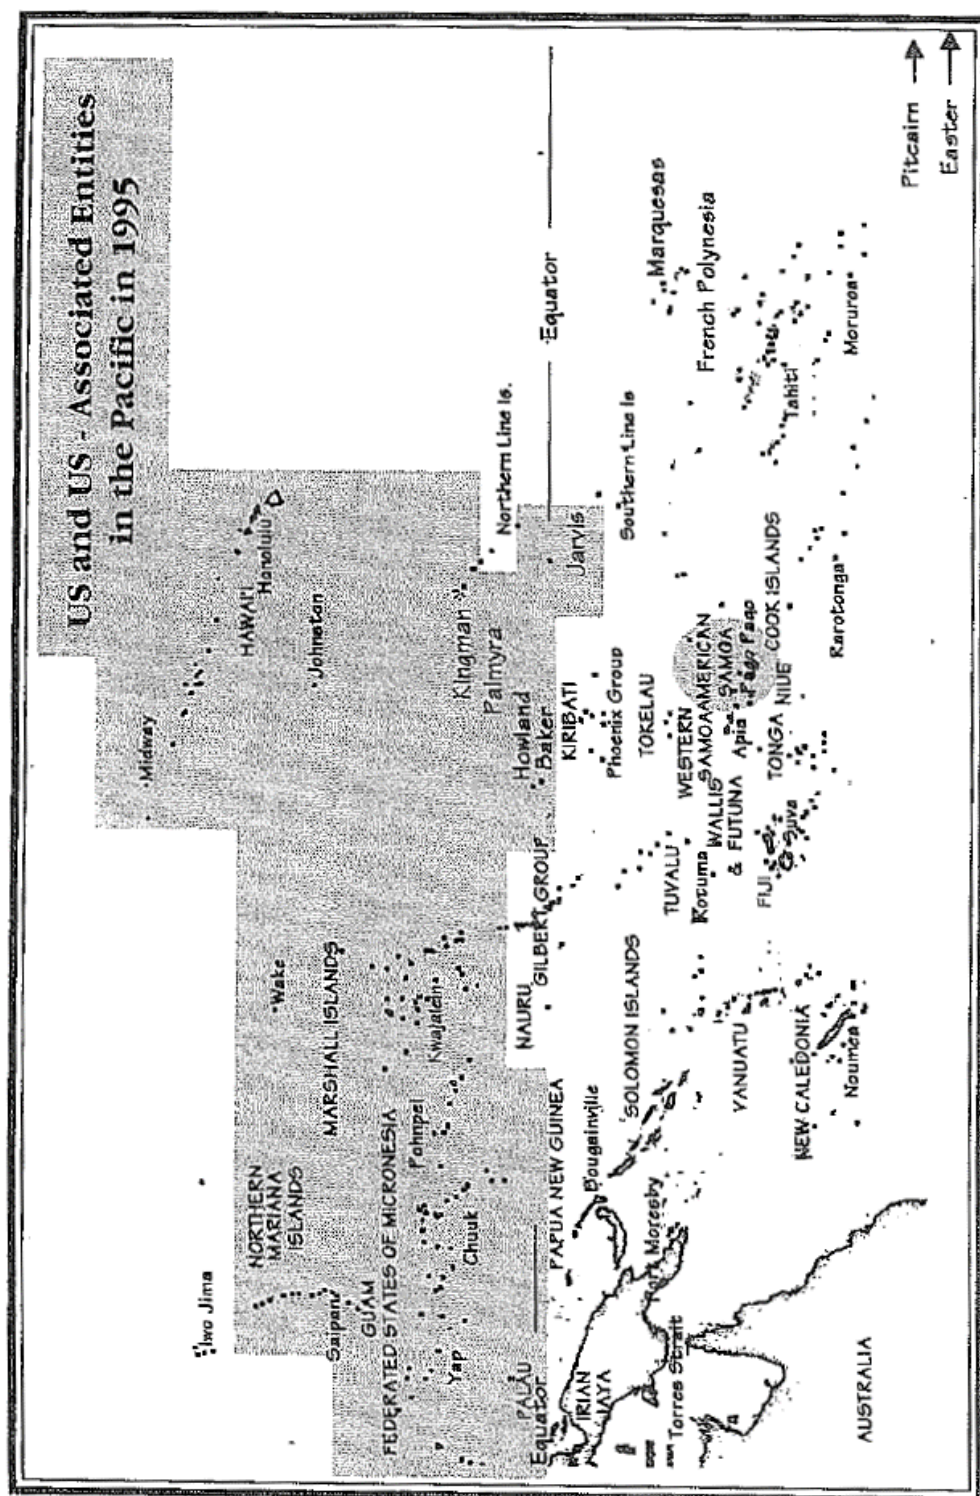 US and US - Associated Entities
in the Pacific in 1995
Iwo Jima
Midway
HAWAI'I
Honolulu
NORTHERN
MARIANA
ISLANDS
Wake
Johnston
Saipan
MARSHALL ISLANDS
GUAM
FEDERATED STATES OF MICRONESIA
Pohnpei
Kwajalein
Yap
Chuuk
Kingman
Palmyra
Northern Line Is.
PALAU
Equator
NAURU
GILBERT GROUP
Howland
Baker
Equator
Jarvis
KIRIBATI
Phoenix Group
PAPUA NEW GUINEA
IRIAN
JAYA
Bougainville
SOLOMON ISLANDS
Southern Line Is
TOKELAU
Marquesas
Port Moresby
Torres Strait
TUVALU
Rotuma
WALLIS
& FUTUNA
WESTERN
SAMOA
AMERICAN
SAMOA
Apia
Pago Pago
French Polynesia
VANUATU
FIJI
Suva
TONGA
NIUE
COOK ISLANDS
Tahiti
NEW CALEDONIA
Noumea
Rarotonga
Moruroa
AUSTRALIA
Pitcairn
Easter